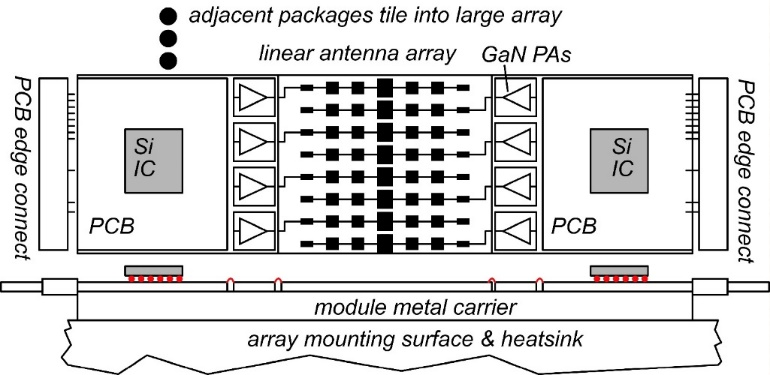 adjacent packages tile into large array
linear antenna array
GaN PAs
PCB edge connect
Si
IC
PCB
Si
IC
PCB
PCB edge connect
module metal carrier
array mounting surface & heatsink